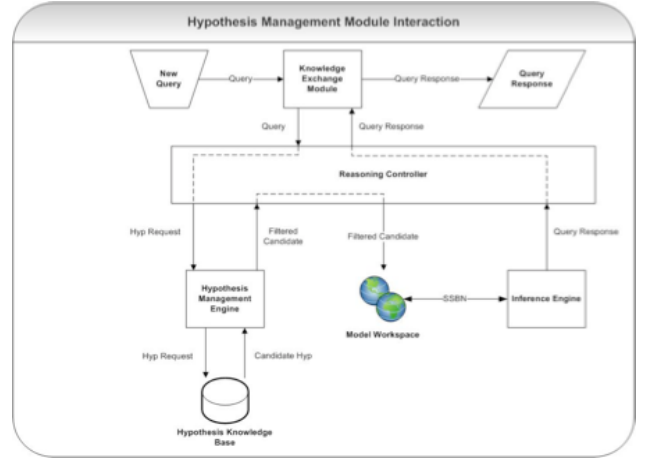 Hypothesis Management Module Interaction
New
Query
Query
Knowledge
Exchange
Module
Query Response
Query
Response
Query
Query Response
Reasoning Controller
Hyp Request
Filtered
Candidate
Filtered Candidate
Query Response
Hypothesis
Management
Engine
SSBN
Inference Engine
Model Workspace
Hyp Request
Candidate Hyp
Hypothesis Knowledge
Base